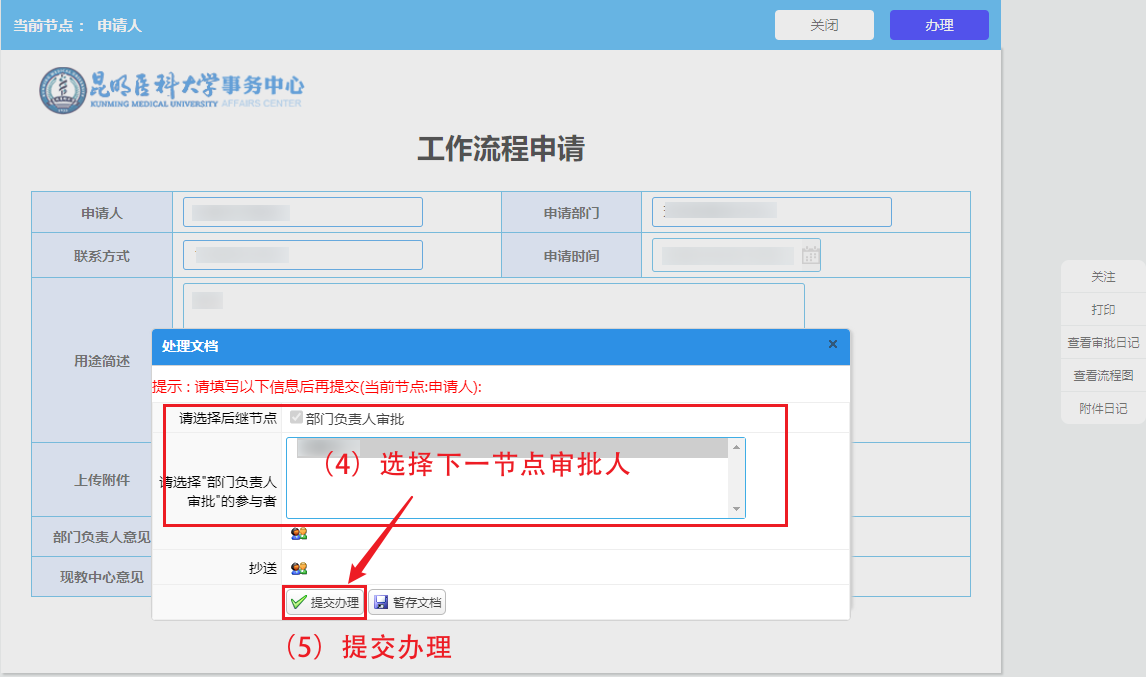 当前节点： 申请人
关闭
办理
昆明医科大学事务中心
KUNMING MEDICAL UNIVERSITY AFFAIRS CENTER
工作流程申请
申请人
申请部门
联系方式
申请时间
用途简述
上传附件
部门负责人意见
现教中心意见
处理文档
×
提示 : 请填写以下信息后再提交(当前节点:申请人):
请选择后继节点
部门负责人审批
请选择"部门负责人
审批"的参与者
（4）选择下一节点审批人
抄送
提交办理
暂存文档
（5）提交办理
关注
打印
查看审批日记
查看流程图
附件日记